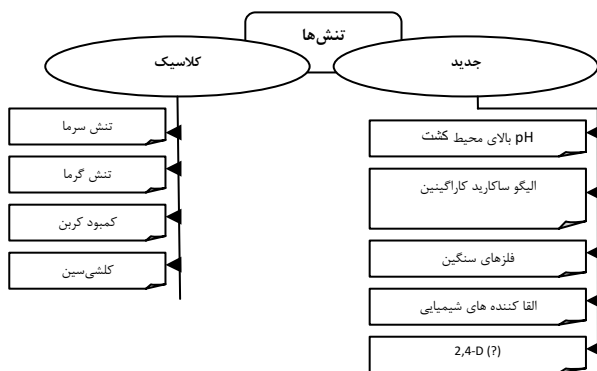 تنش‌ها
جدید
کلاسیک
pH بالای محیط کشت
الیگو ساکارید کاراگینین
فلزهای سنگین
القا کننده های شیمیایی
2,4-D (?)
تنش سرما
تنش گرما
کمبود کربن
کلشی‌سین